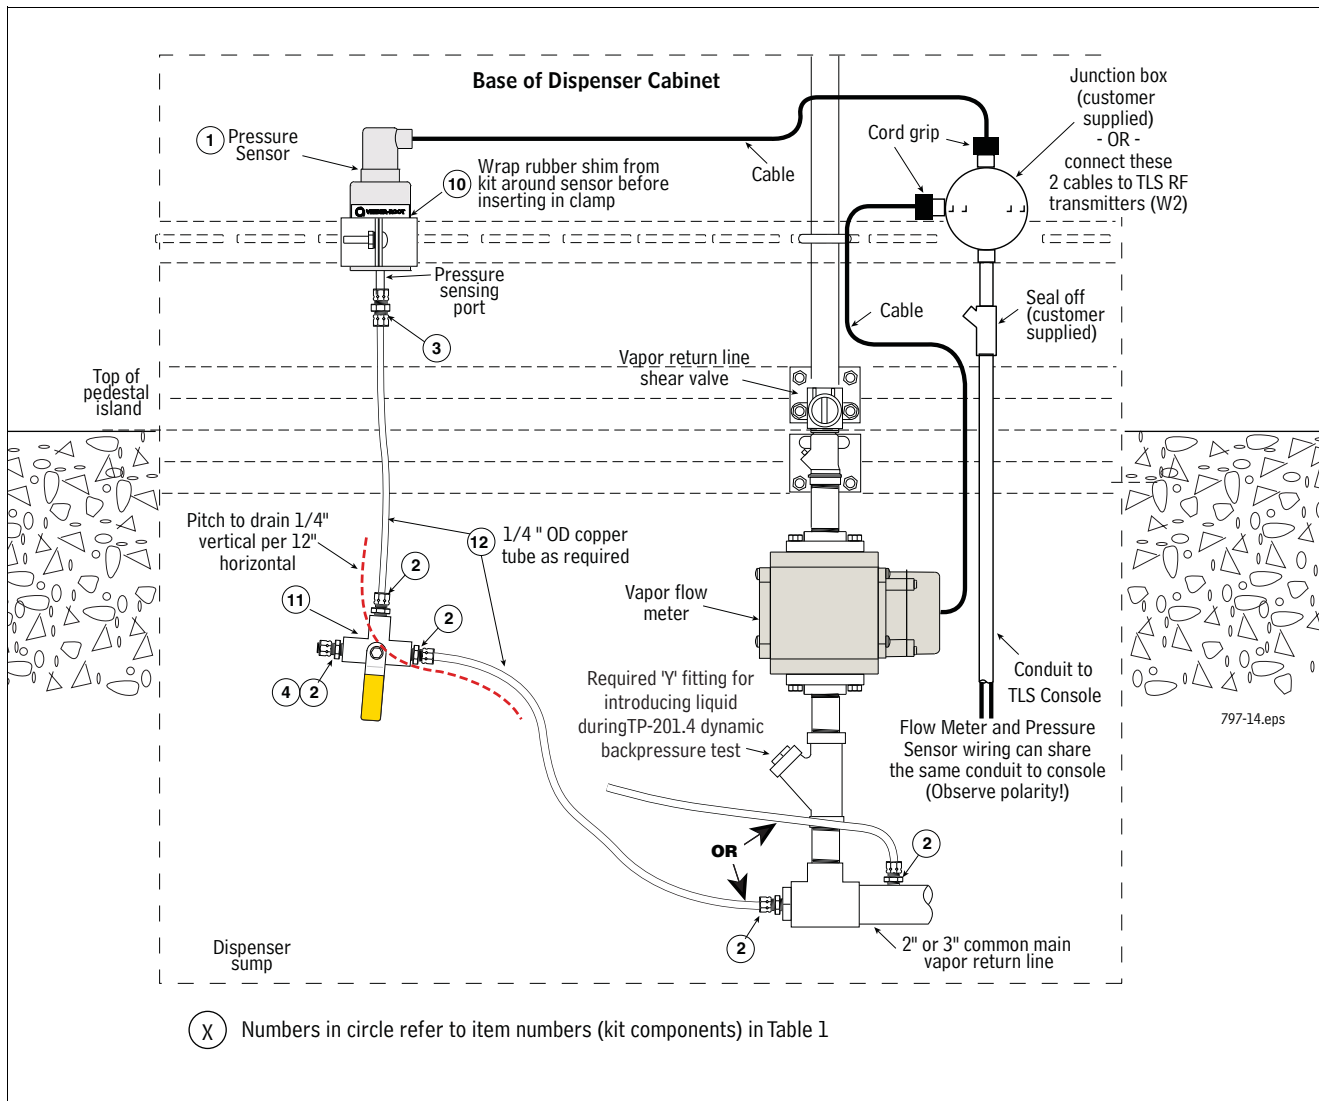 Base of Dispenser Cabinet
1 Pressure
Sensor
10
Wrap rubber shim from
kit around sensor before
inserting in clamp
VEEDER-ROOT
Pressure
sensing
port
3
Cable
Cord grip
Junction box
(customer
supplied)
- OR -
connect these
2 cables to TLS RF
transmitters (W2)
Cable
Seal off
(customer
supplied)
Vapor return line
shear valve
Top of
pedestal
island
Pitch to drain 1/4"
vertical per 12"
horizontal
12
1/4 " OD copper
tube as required
2
11
2
4 2
Vapor flow
meter
Required 'Y' fitting for
introducing liquid
duringTP-201.4 dynamic
backpressure test
Conduit to
TLS Console
Flow Meter and Pressure
Sensor wiring can share
the same conduit to console
(Observe polarity!)
797-14.eps
OR
2
2
2" or 3" common main
vapor return line
Dispenser
sump
X Numbers in circle refer to item numbers (kit components) in Table 1